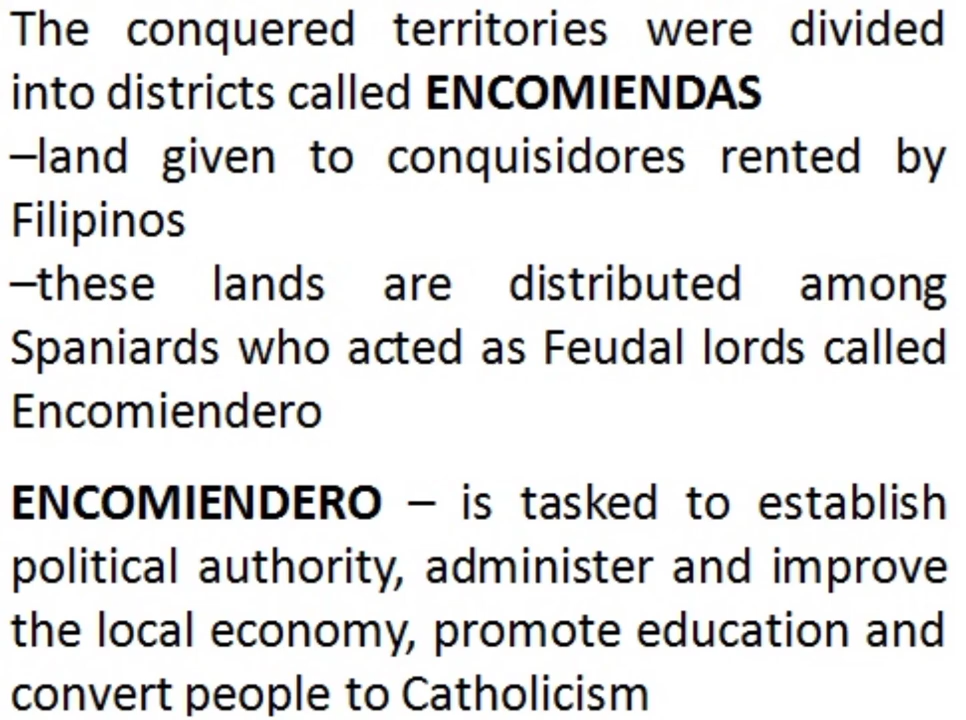 The conquered territories were divided
into districts called ENCOMIENDAS
–land given to conquisidores rented by
Filipinos
–these lands are distributed among
Spaniards who acted as Feudal lords called
Encomiendero
ENCOMIENDERO – is tasked to establish
political authority, administer and improve
the local economy, promote education and
convert people to Catholicism